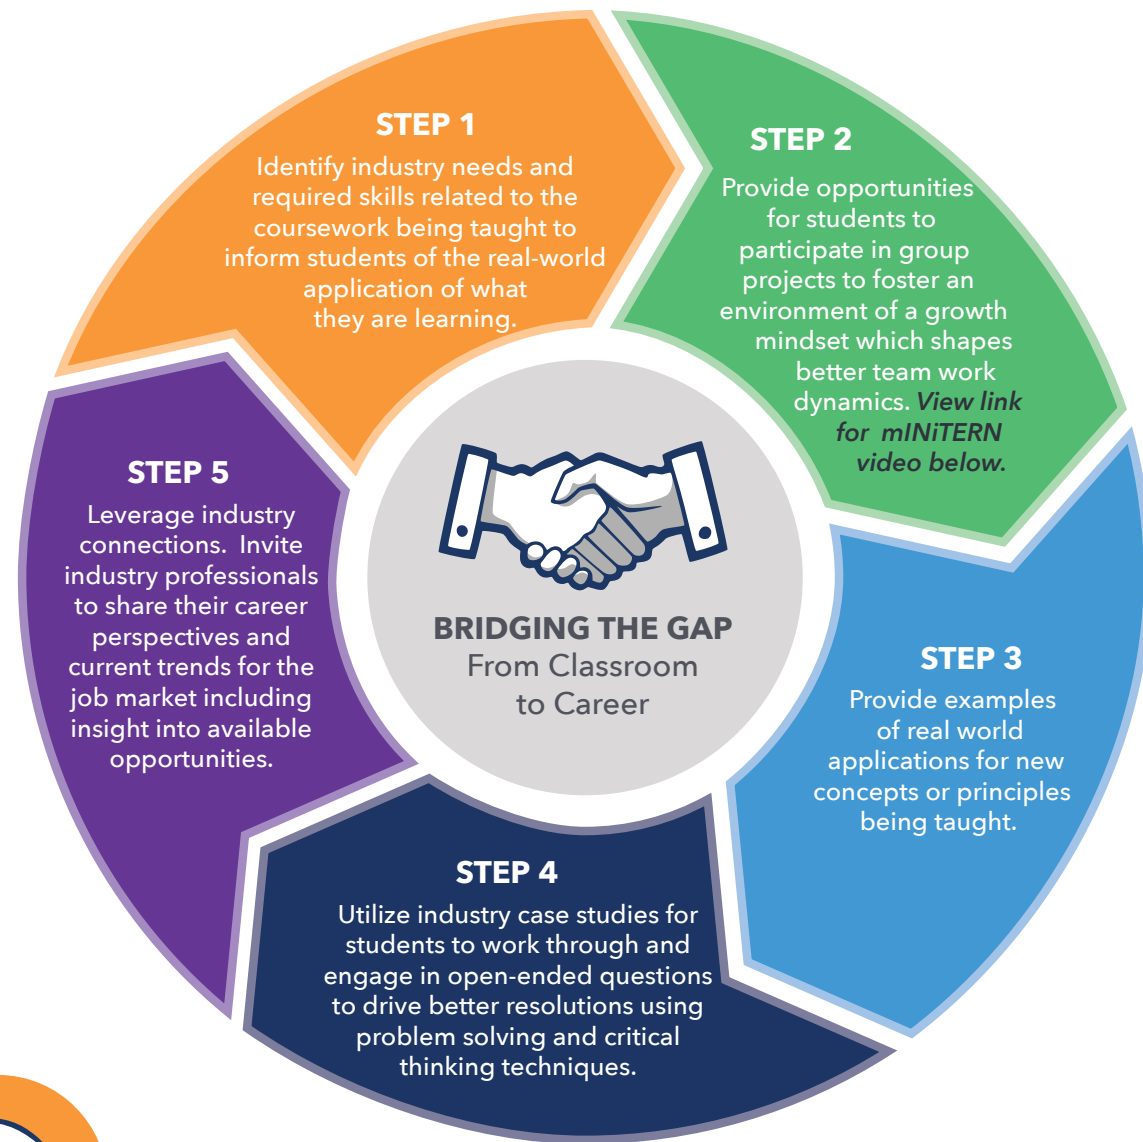 STEP 1
Identify industry needs and
required skills related to the
coursework being taught to
inform students of the real-world
application of what
they are learning.
STEP 2
Provide opportunities
for students to
participate in group
projects to foster an
environment of a growth
mindset which shapes
better team work
dynamics. View link
for mINiTERN
video below.
STEP 3
Provide examples
of real world
applications for new
concepts or principles
being taught.
STEP 4
Utilize industry case studies for
students to work through and
engage in open-ended questions
to drive better resolutions using
problem solving and critical
thinking techniques.
STEP 5
Leverage industry
connections. Invite
industry professionals
to share their career
perspectives and
current trends for the
job market including
insight into available
opportunities.
BRIDGING THE GAP
From Classroom
to Career